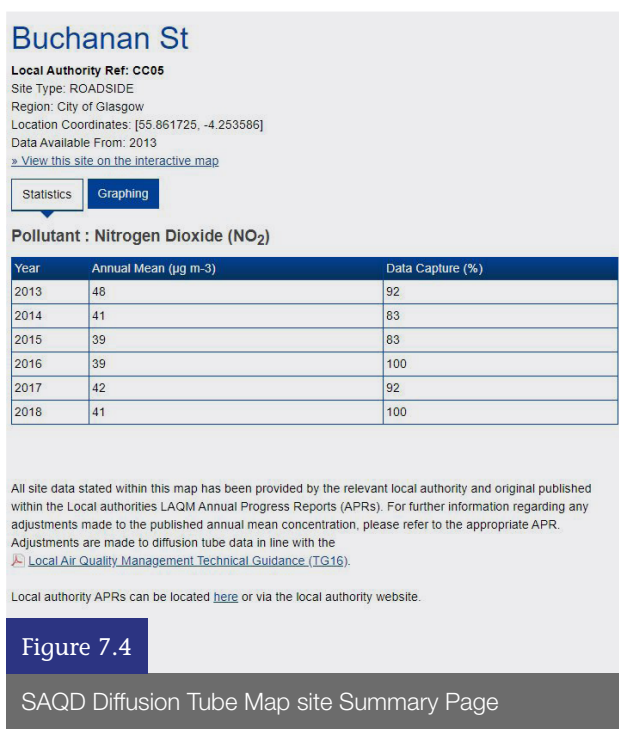 Buchanan St
Local Authority Ref: CC05
Site Type: ROADSIDE
Region: City of Glasgow
Location Coordinates: [55.861725, -4.253586]
Data Available From: 2013
» View this site on the interactive map
Statistics Graphing
Pollutant : Nitrogen Dioxide (NO2)
Year Annual Mean (µg m-3) Data Capture (%)
2013 48 92
2014 41 83
2015 39 83
2016 39 100
2017 42 92
2018 41 100
All site data stated within this map has been provided by the relevant local authority and original published
within the Local authorities LAQM Annual Progress Reports (APRs). For further information regarding any
adjustments made to the published annual mean concentration, please refer to the appropriate APR.
Adjustments are made to diffusion tube data in line with the
Local Air Quality Management Technical Guidance (TG16).
Local authority APRs can be located here or via the local authority website.
Figure 7.4
SAQD Diffusion Tube Map site Summary Page